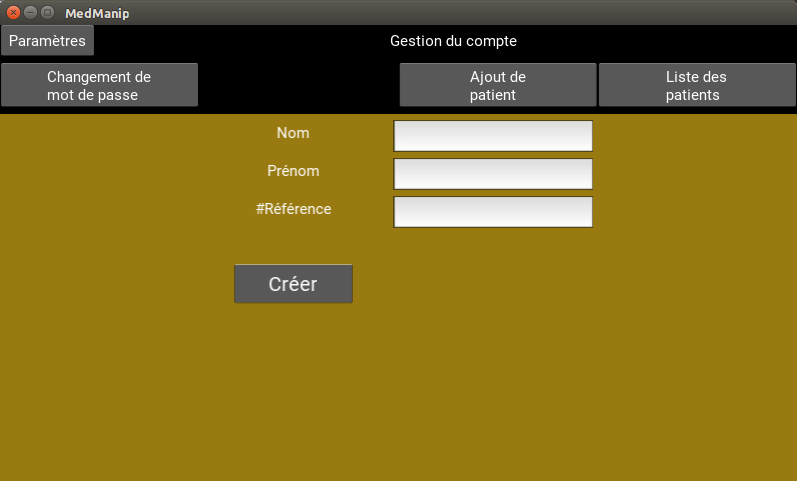 MedManip
Paramètres
Gestion du compte
Changement de
mot de passe
Ajout de
patient
Liste des
patients
Nom
Prénom
#Référence
Créer